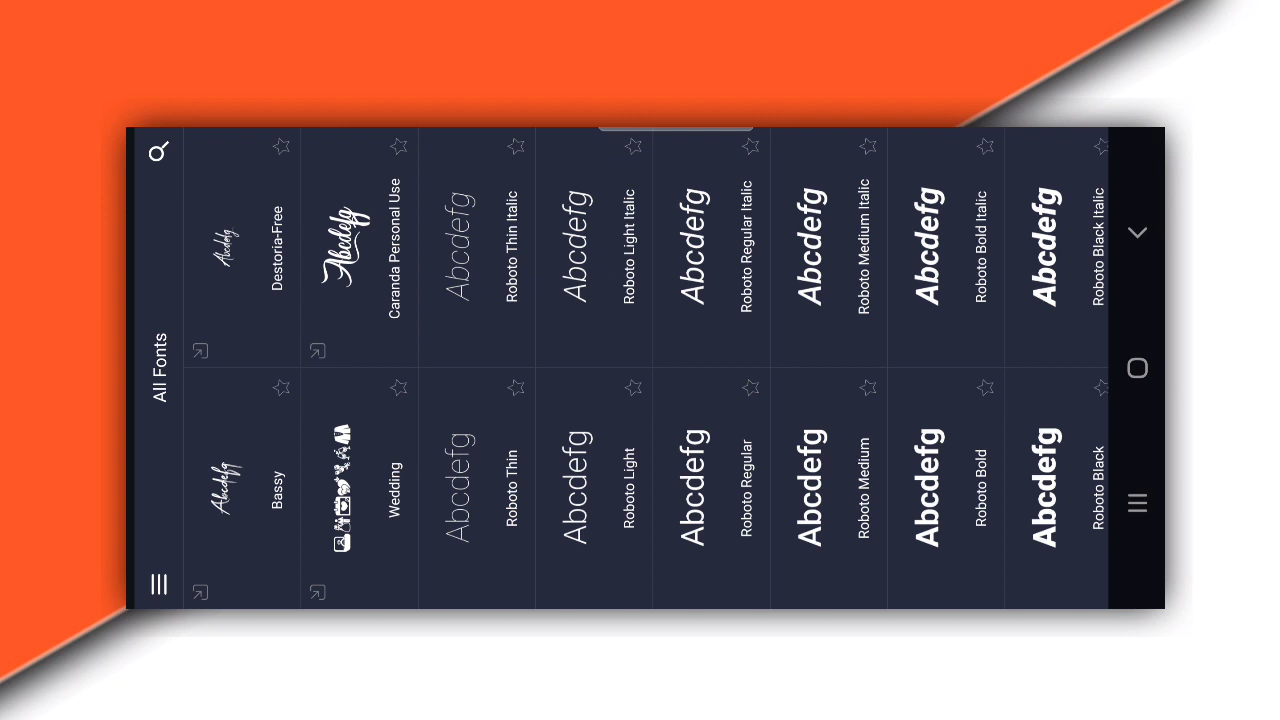 All Fonts
Abcdefg
Abcdefg
Bassy
Destoria-Free
Abcdefg
Wedding
Caranda Personal Use
Abcdefg
Abcdefg
Roboto Thin
Roboto Thin Italic
Abcdefg
Abcdefg
Roboto Light
Roboto Light Italic
Abcdefg
Abcdefg
Roboto Regular
Roboto Regular Italic
Abcdefg
Abcdefg
Roboto Medium
Roboto Medium Italic
Abcdefg
Abcdefg
Roboto Bold
Roboto Bold Italic
Abcdefg
Abcdefg
Roboto Black
Roboto Black Italic